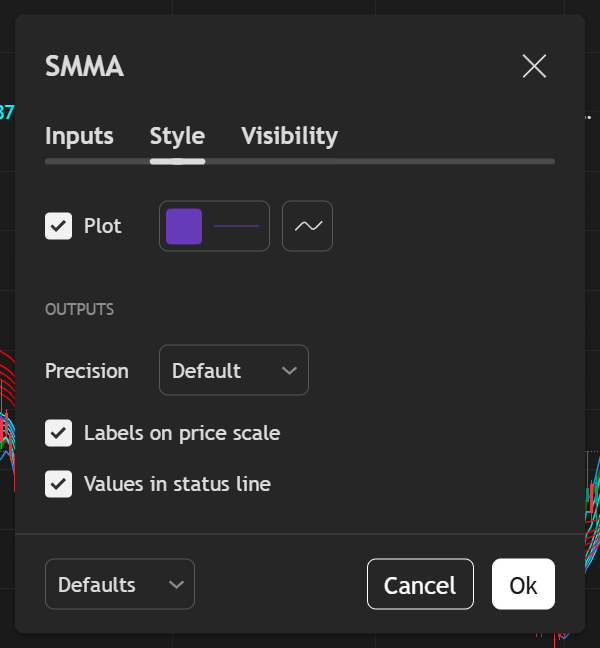 SMMA
87
Inputs Style Visibility
Plot
OUTPUTS
Precision Default
Labels on price scale
Values in status line
Defaults Cancel Ok